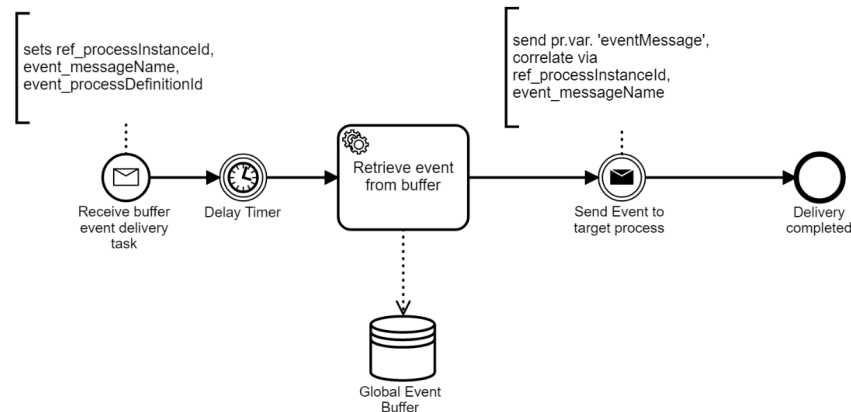 sets ref_processInstanceId,
event_messageName,
event_processDefinitionId
send pr.var. 'eventMessage',
correlate via
ref_processInstanceId,
event_messageName
Receive buffer
event delivery
task
Delay Timer
Retrieve event
from buffer
Send Event to
target process
Delivery
completed
Global Event
Buffer